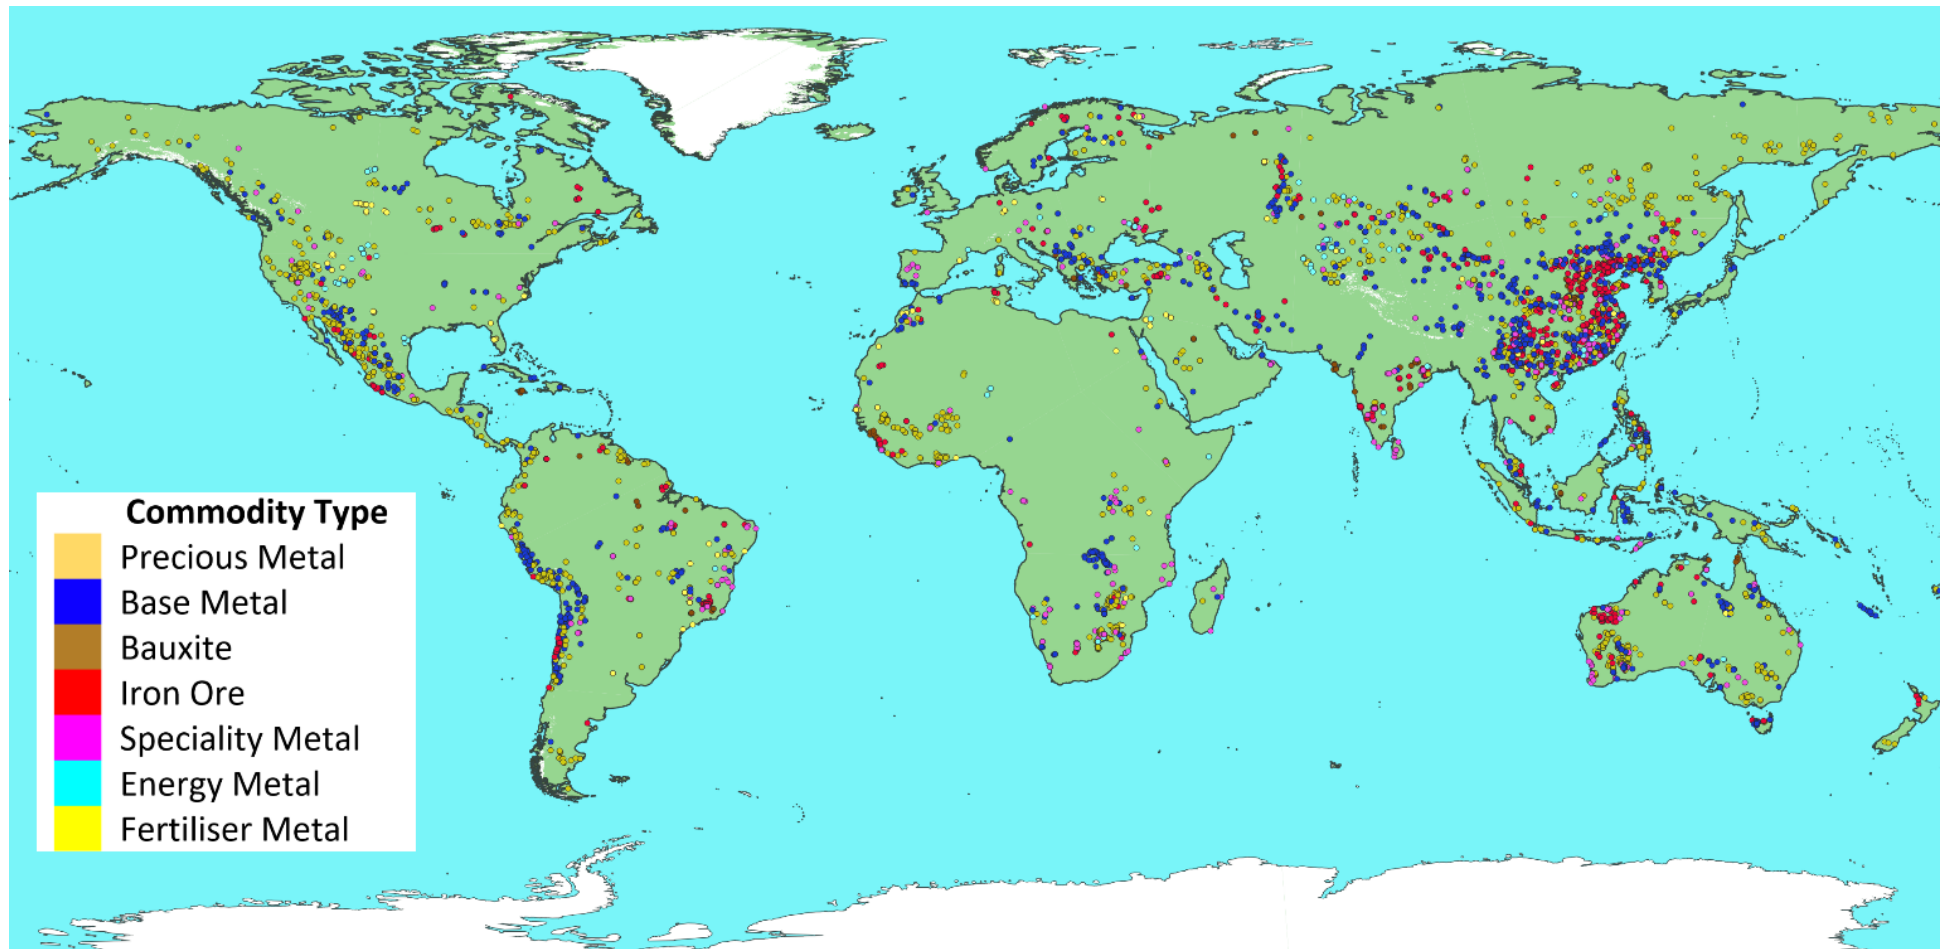 Commodity Type
Precious Metal
Base Metal
Bauxite
Iron Ore
Speciality Metal
Energy Metal
Fertiliser Metal